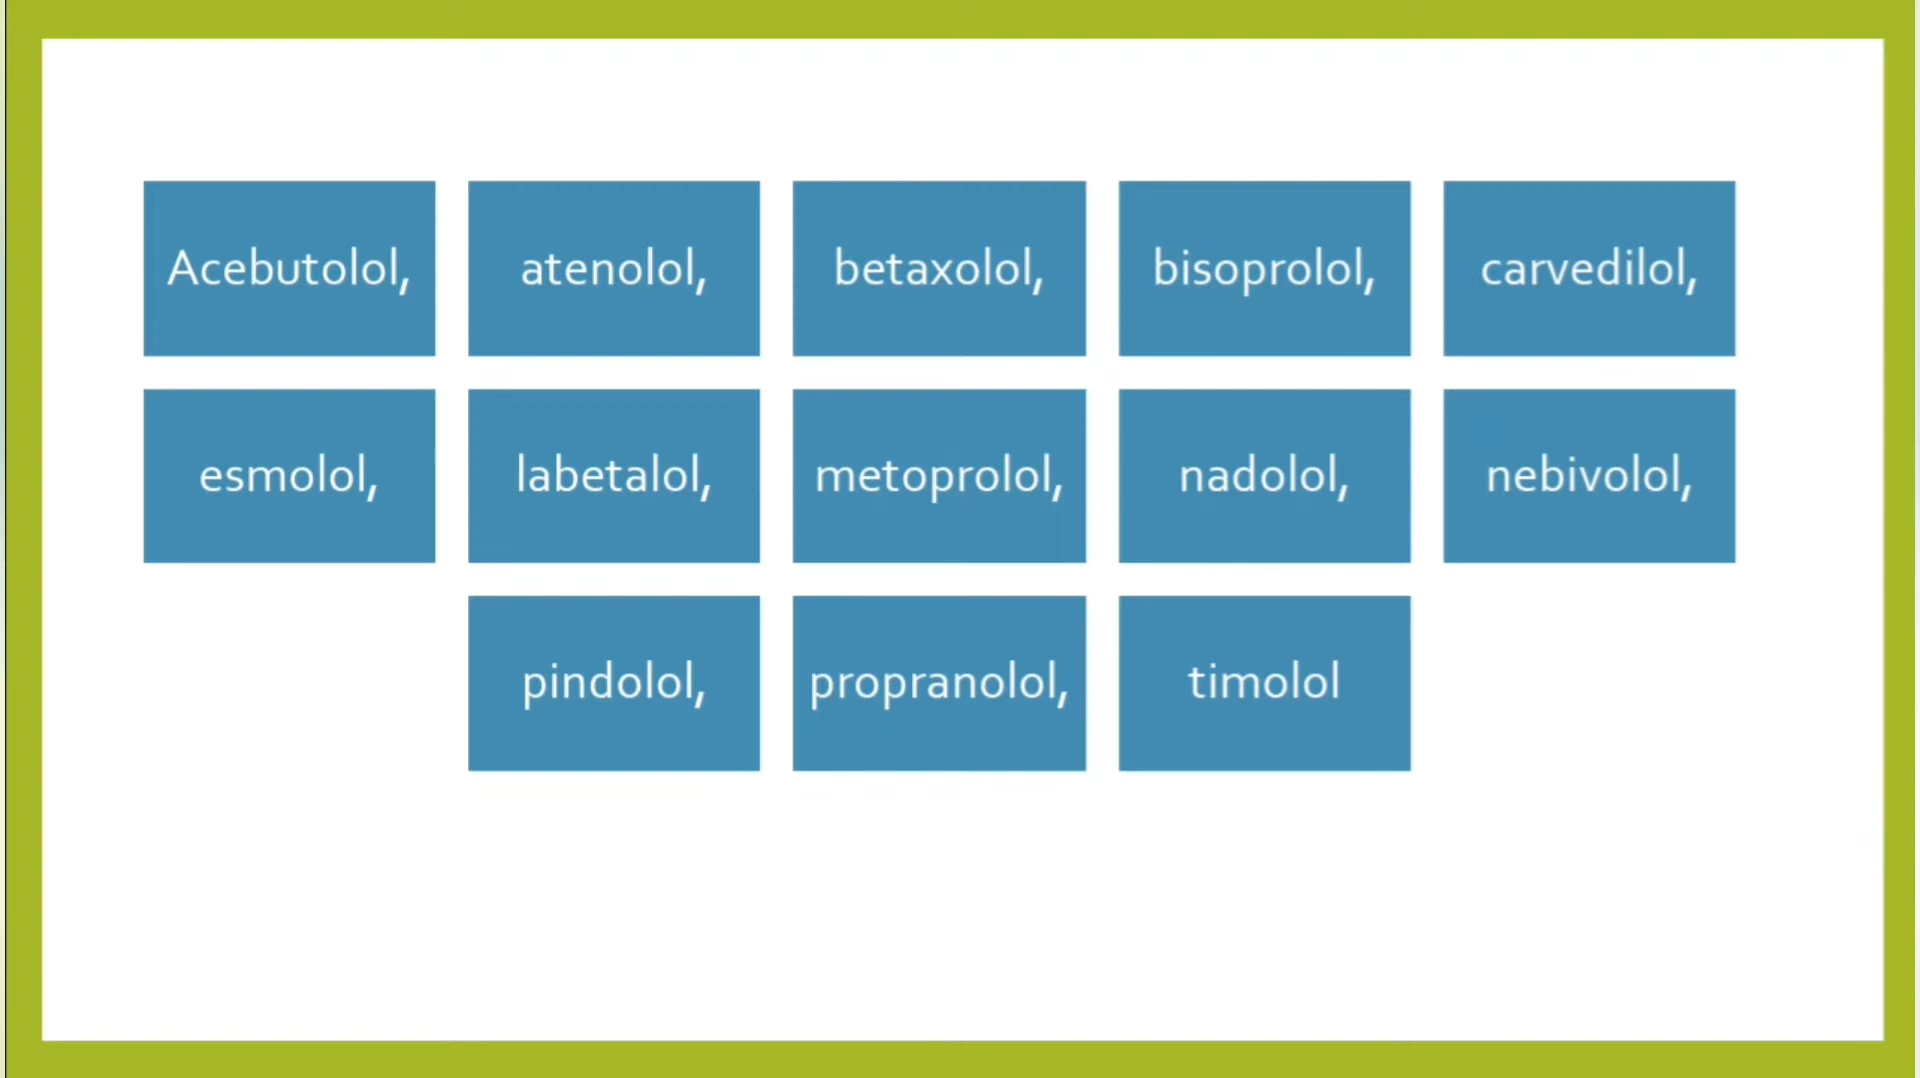 Acebutolol,
atenolol,
betaxolol,
bisoprolol,
carvedilol,
esmolol,
labetalol,
metoprolol,
nadolol,
nebivolol,
pindolol,
propranolol,
timolol